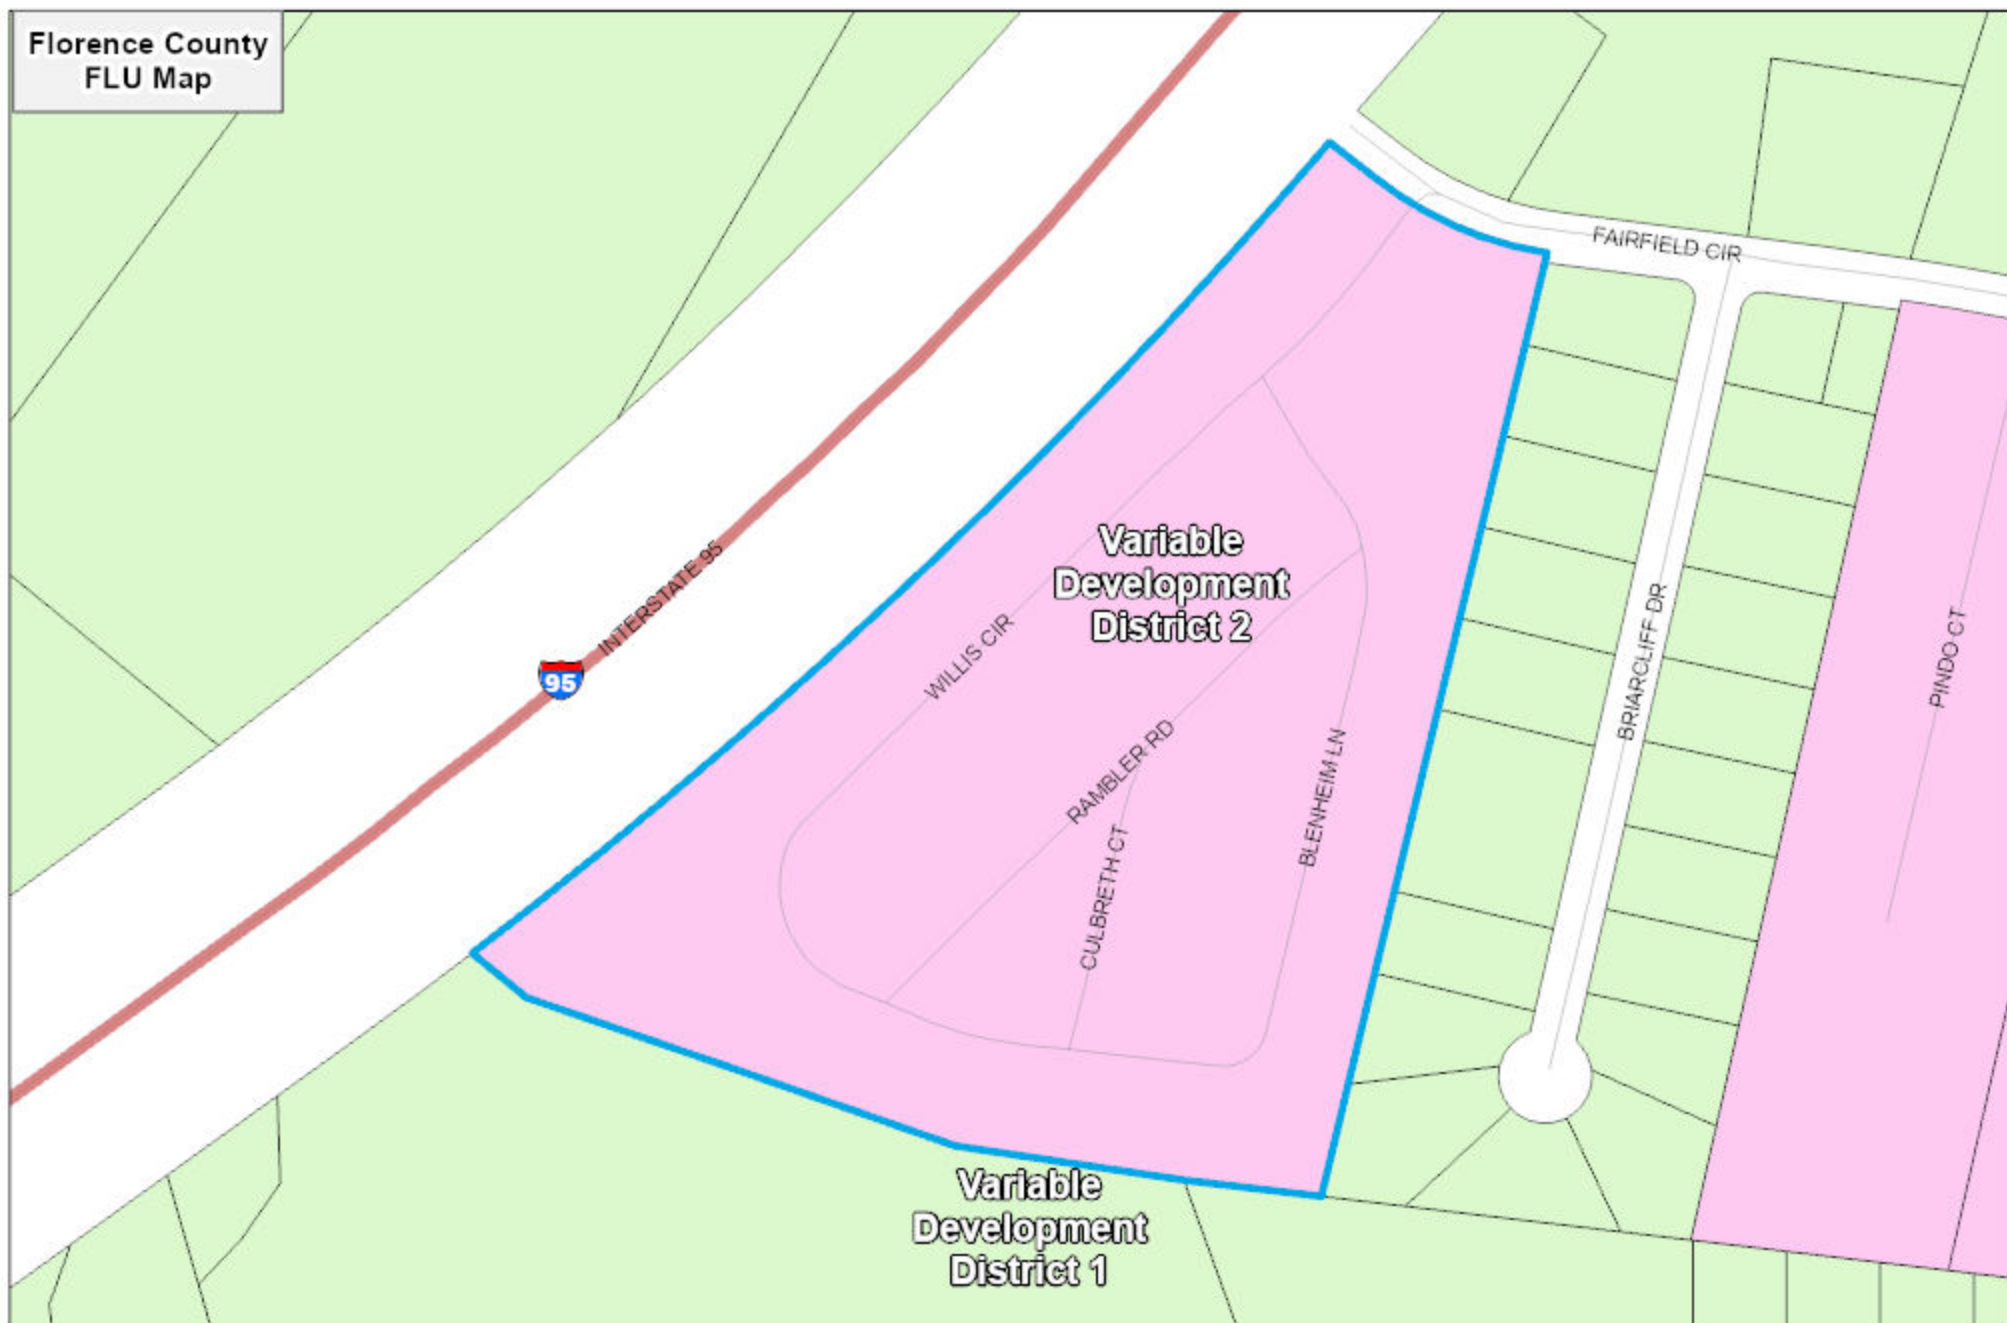 Florence County
FLU Map
FAIRFIELD CIR
Variable
Development
District 2
INTERSTATE 95
95
WILLIS CIR
BRIARCLIFF DR
PINDO CT
RAMBLER RD
BLENHEIM LN
CULBRETH CT
Variable
Development
District 1